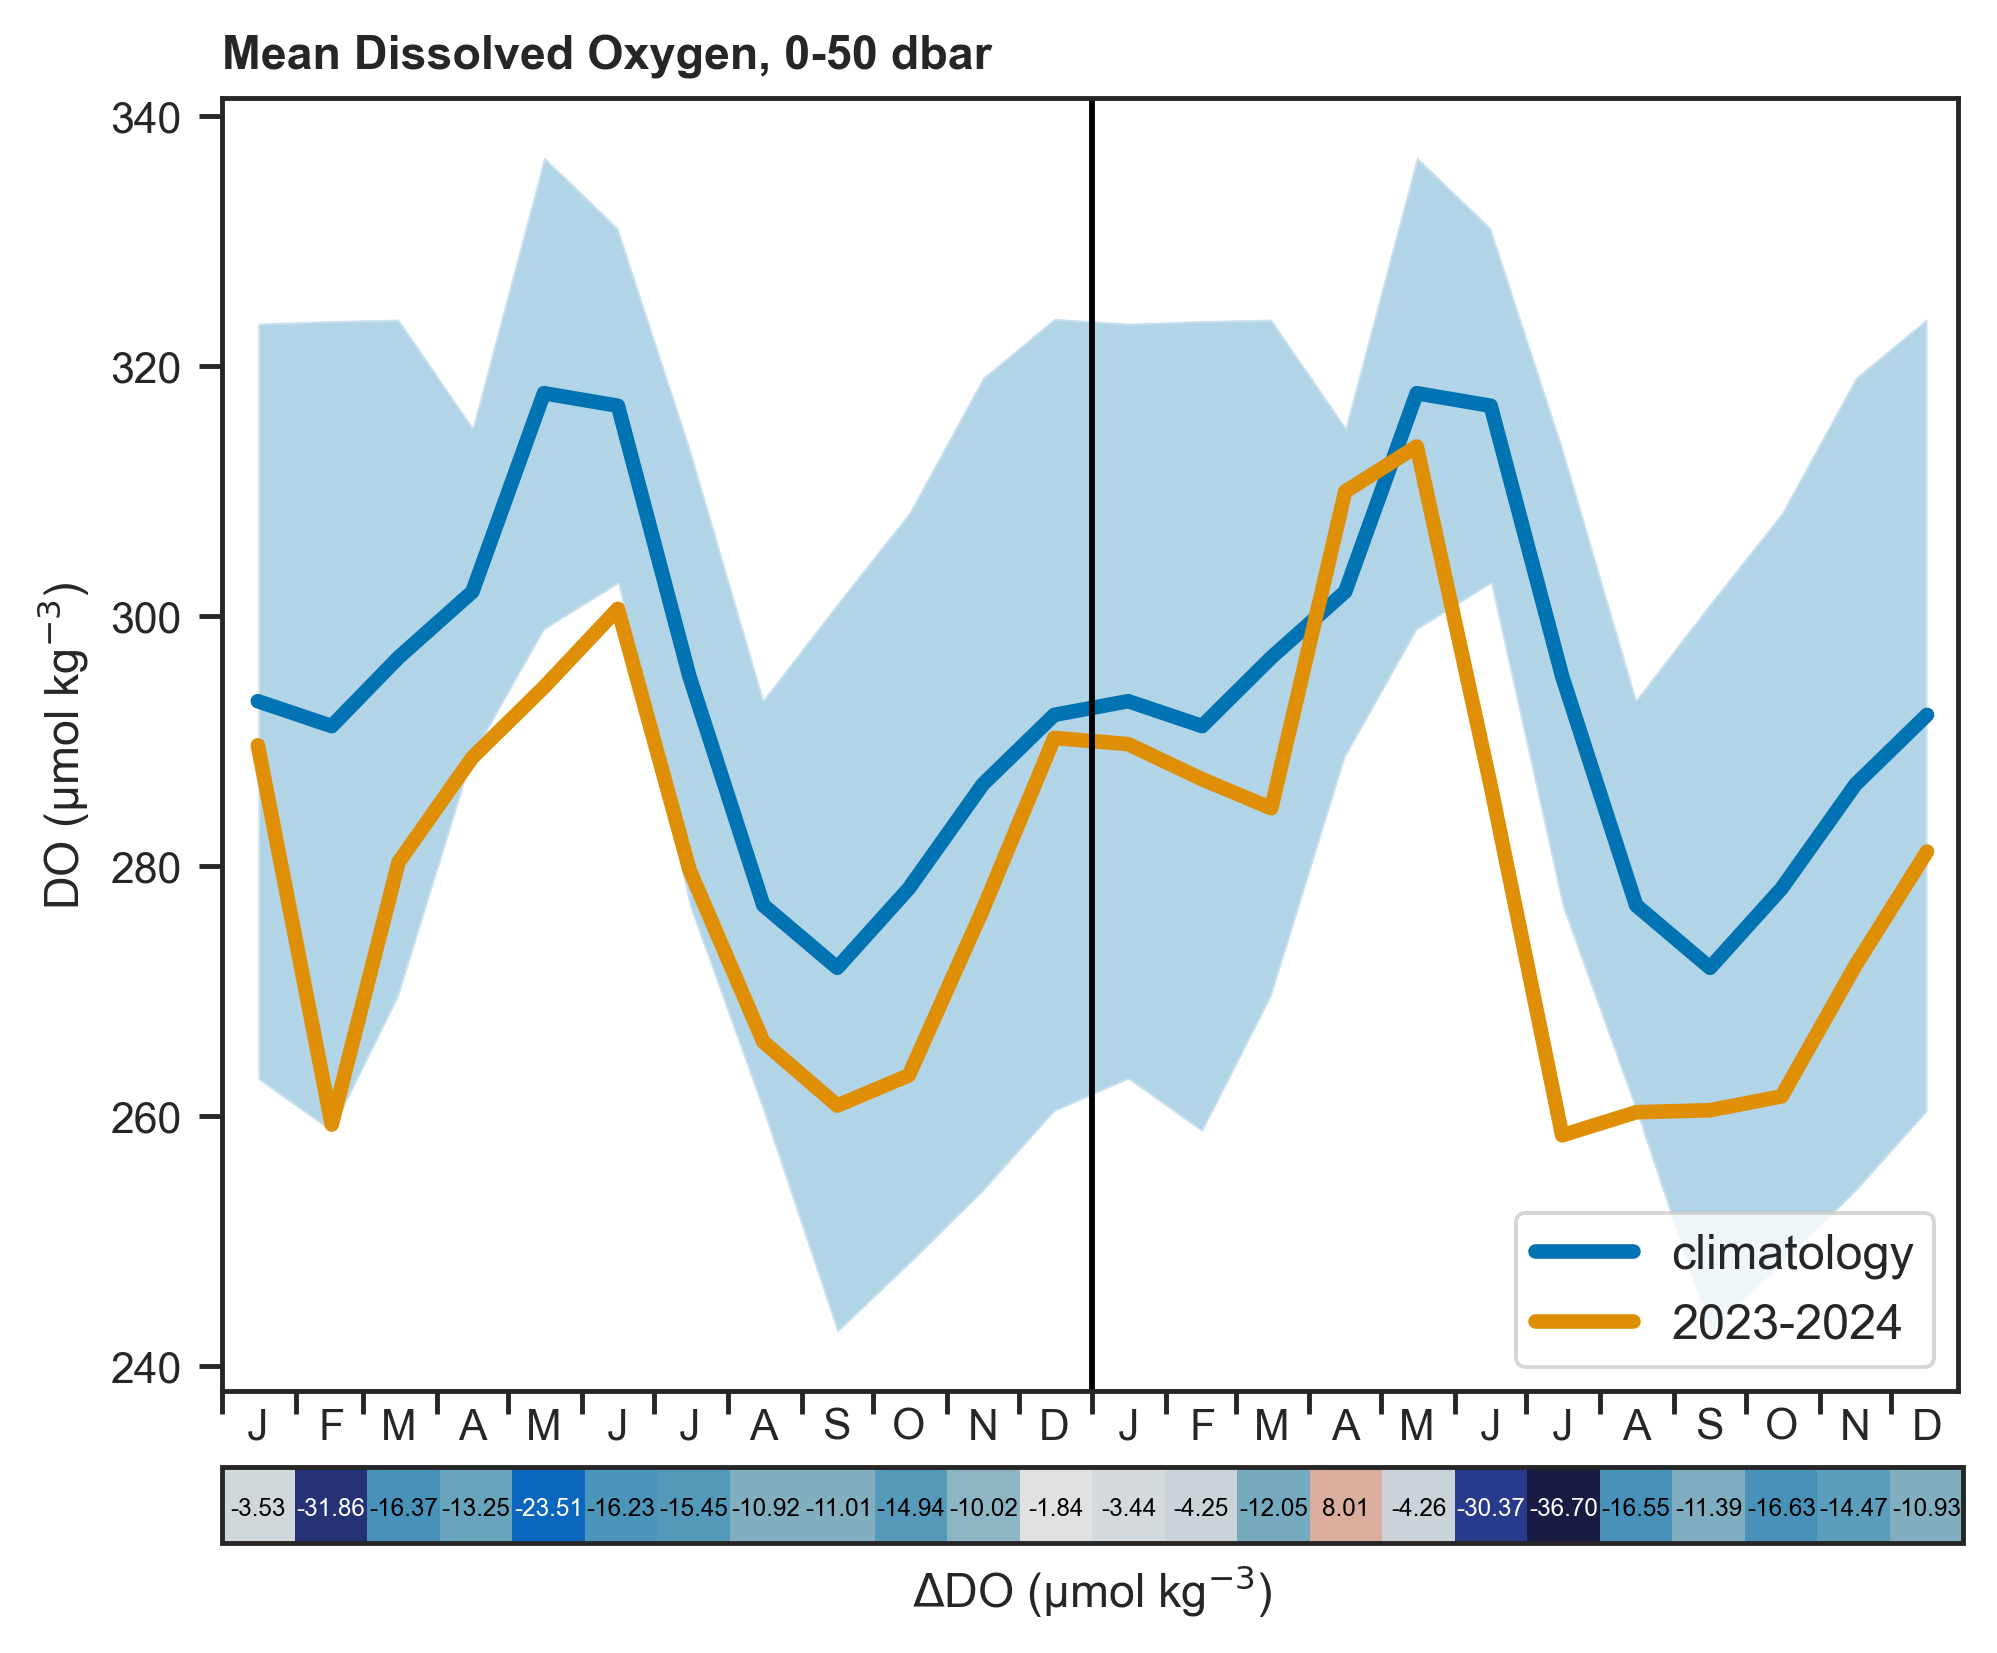 Mean Dissolved Oxygen, 0-50 dbar
340
320
300
280
260
240
DO (µmol kg⁻³)
climatology
2023-2024
J F M A M J J A S O N D J F M A M J J A S O N D
-3.53 -31.86 -16.37 -13.25 -23.51 -16.23 -15.45 -10.92 -11.01 -14.94 -10.02 -1.84 -3.44 -4.25 -12.05 8.01 -4.26 -30.37 -36.70 -16.55 -11.39 -16.63 -14.47 -10.93
ΔDO (µmol kg⁻³)